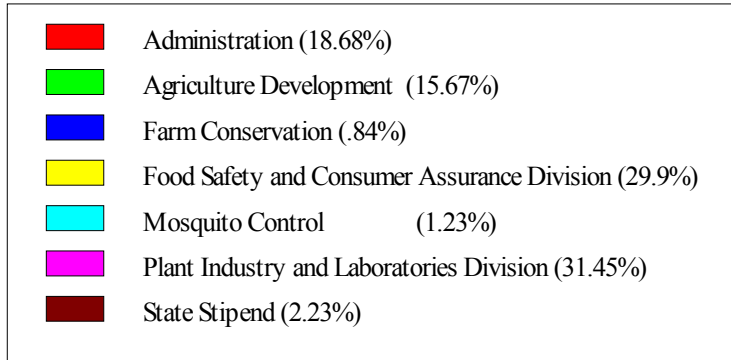 Administration (18.68%)
Agriculture Development (15.67%)
Farm Conservation (.84%)
Food Safety and Consumer Assurance Division (29.9%)
Mosquito Control (1.23%)
Plant Industry and Laboratories Division (31.45%)
State Stipend (2.23%)